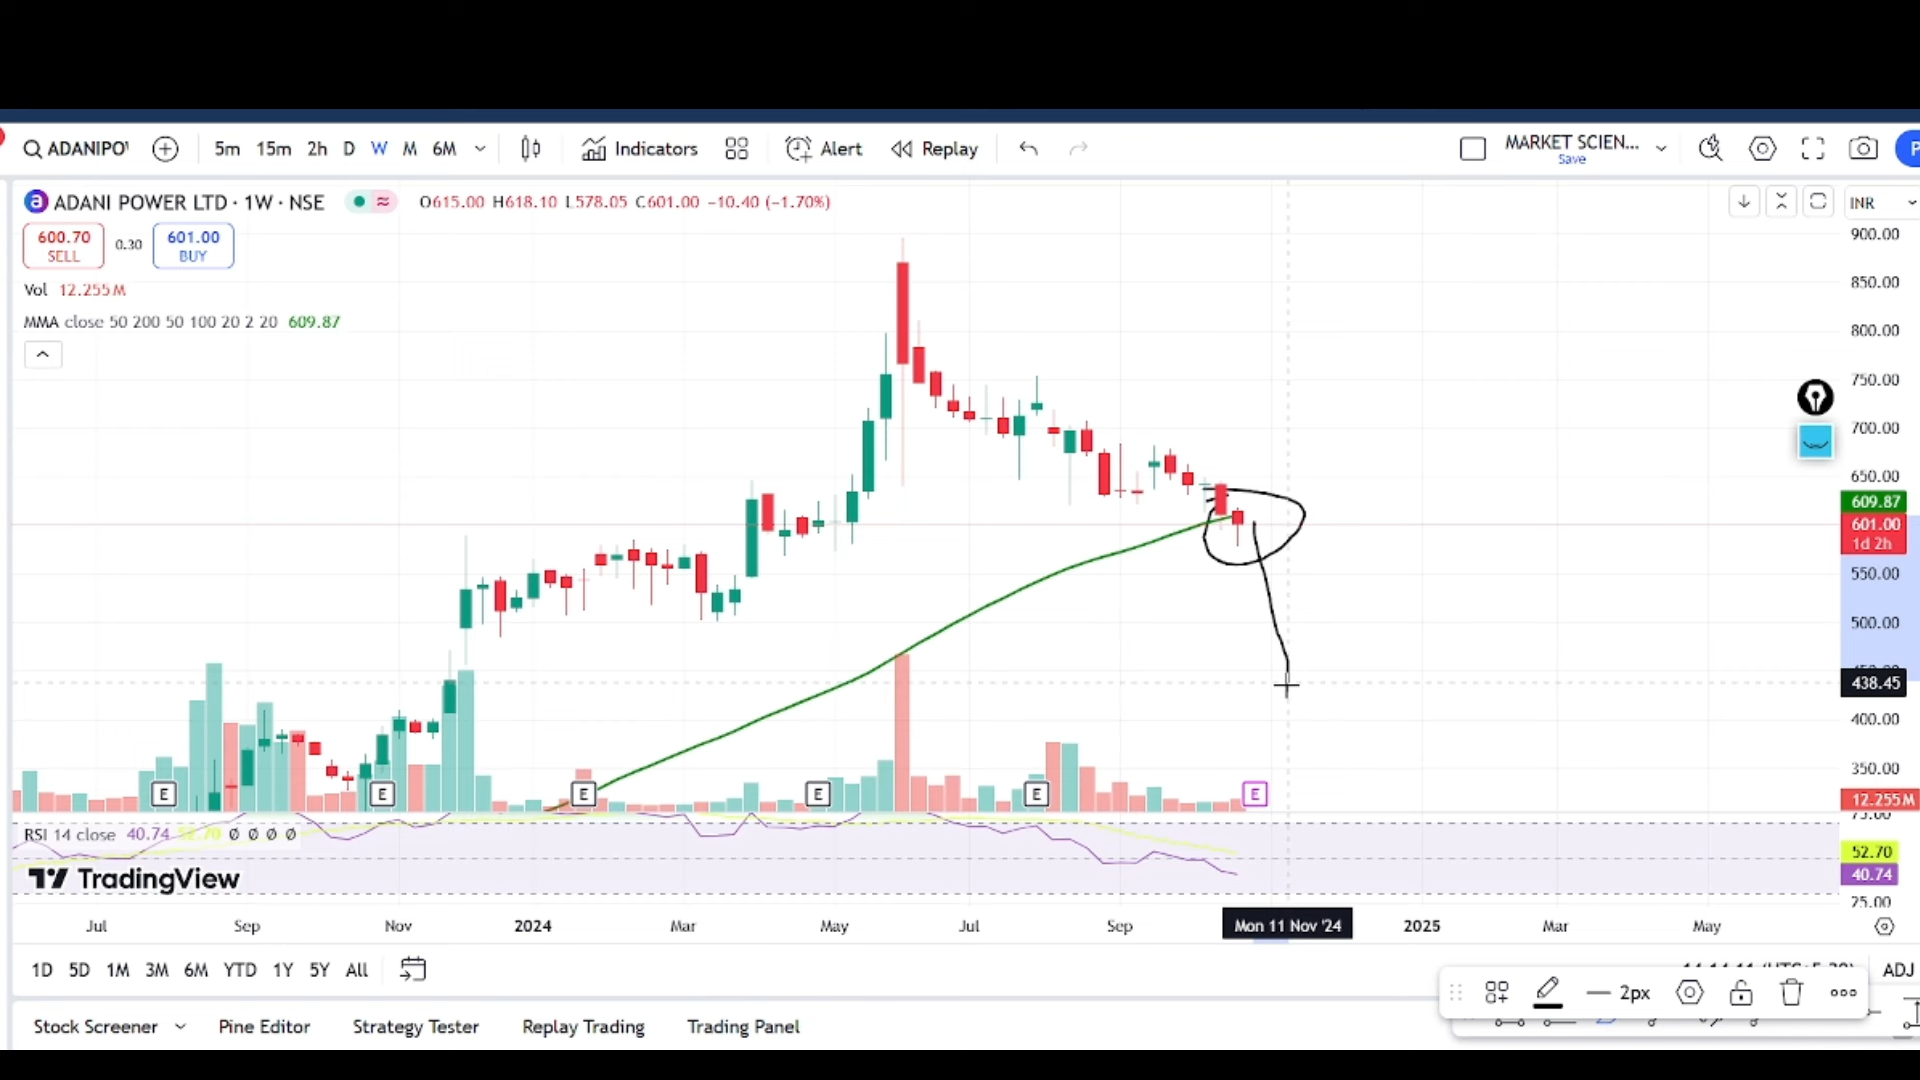 ADANIPO
5m 15m 2h D W M 6M
Indicators
Alert
Replay
MARKET SCIEN...
Save
P
ADANI POWER LTD · 1W · NSE
O615.00 H618.10 L578.05 C601.00 −10.40 (−1.70%)
INR
600.70
SELL
0.30
601.00
BUY
Vol 12.255M
MMA close 50 200 50 100 20 2 20 609.87
900.00
850.00
800.00
750.00
700.00
650.00
609.87
601.00
1d 2h
550.00
500.00
438.45
400.00
350.00
12.255M
75.00
52.70
40.74
25.00
E E E E E E
RSI 14 close 40.74 52.70 Ø Ø Ø Ø
TradingView
Jul Sep Nov 2024 Mar May Jul Sep Mon 11 Nov '24 2025 Mar May
1D 5D 1M 3M 6M YTD 1Y 5Y All
ADJ
2px
Stock Screener Pine Editor Strategy Tester Replay Trading Trading Panel